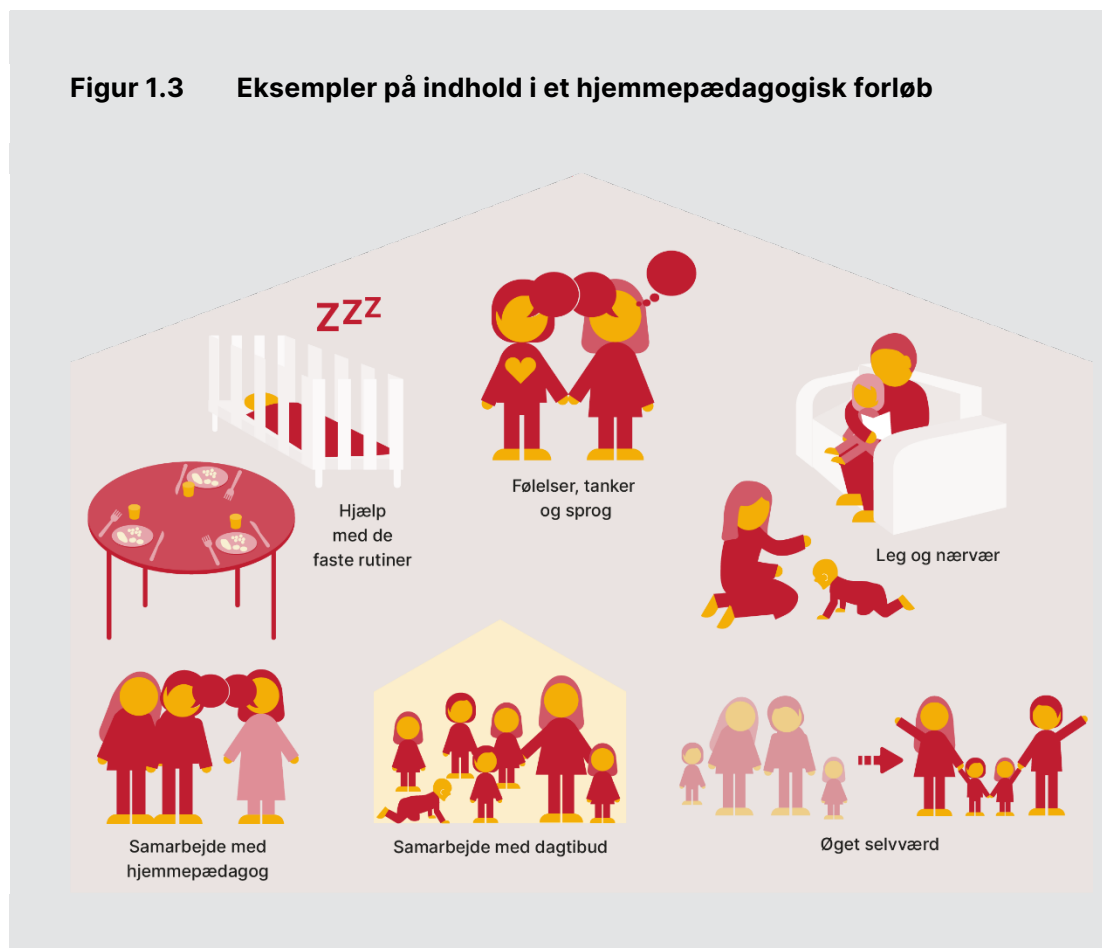 Figur 1.3 Eksempler på indhold i et hjemmepædagogisk forløb
ZZZ
Følelser, tanker
og sprog
Hjælp
med de
faste rutiner
Leg og nærvær
Samarbejde med
hjemmepædagog
Samarbejde med dagtibud
Øget selvværd